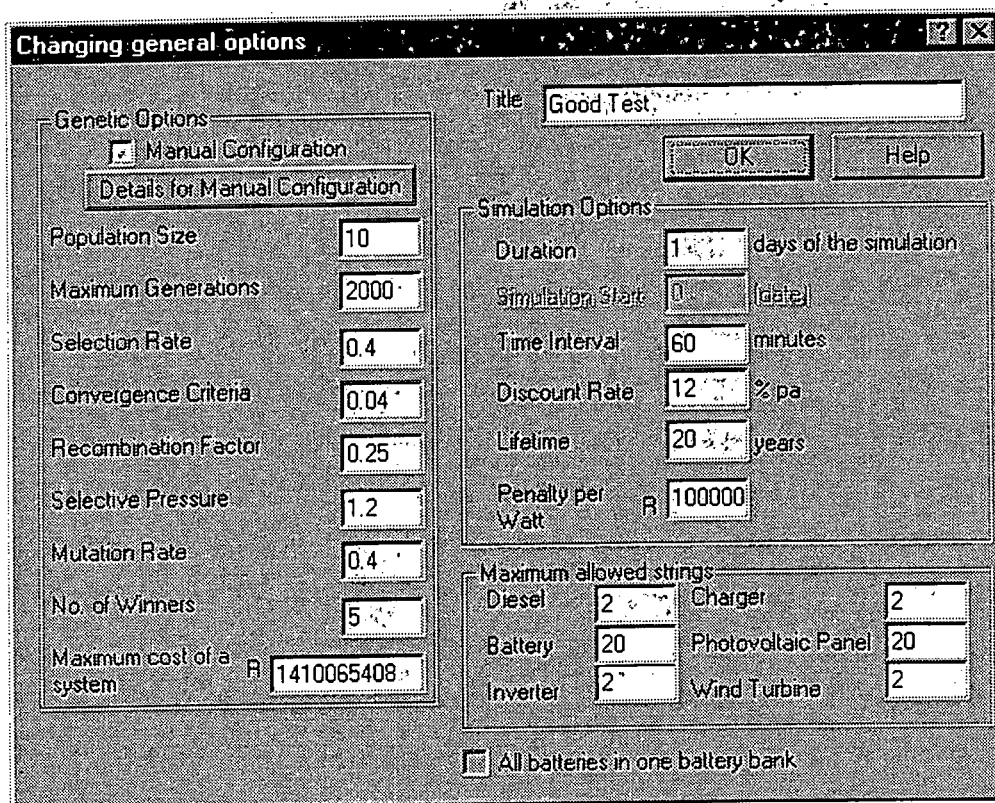 Changing general options
Title Good Test
OK Help
Genetic Options
Manual Configuration
Details for Manual Configuration
Population Size 10
Maximum Generations 2000
Selection Rate 0.4
Convergence Criteria 0.04
Recombination Factor 0.25
Selective Pressure 1.2
Mutation Rate 0.4
No. of Winners 5
Maximum cost of a system R 1410065408
Simulation Options
Duration 1 days of the simulation
Simulation Start 0 (date)
Time Interval 60 minutes
Discount Rate 12 % pa
Lifetime 20 years
Penalty per Watt R 100000
Maximum allowed strings
Diesel 2 Charger 2
Battery 20 Photovoltaic Panel 20
Inverter 2 Wind Turbine 2
All batteries in one battery bank